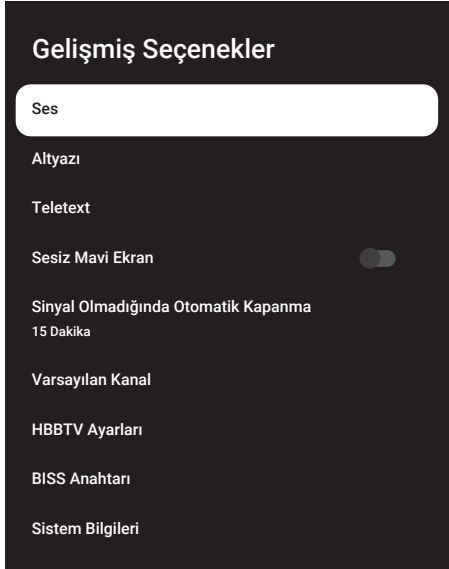 Gelişmiş Seçenekler
Ses
Altyazı
Teletext
Sesiz Mavi Ekran
Sinyal Olmadığında Otomatik Kapanma
15 Dakika
Varsayılan Kanal
HBBTV Ayarları
BISS Anahtarı
Sistem Bilgileri